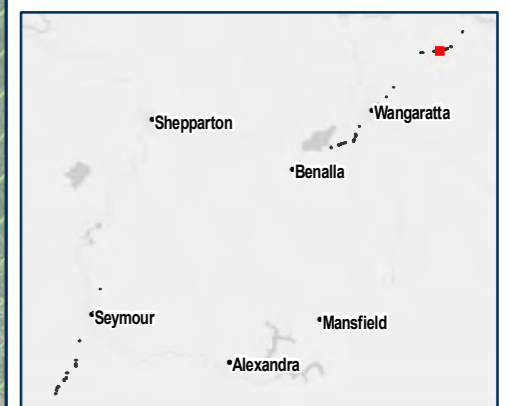 Wangaratta
Shepparton
Benalla
Seymour
Mansfield
Alexandra